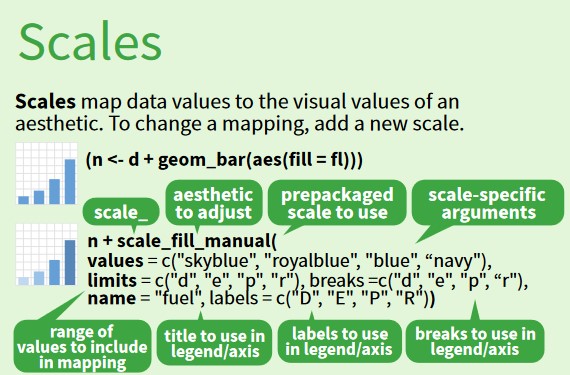 Scales
Scales map data values to the visual values of an
aesthetic. To change a mapping, add a new scale.
(n <- d + geom_bar(aes(fill = fl)))
scale_
aesthetic
to adjust
prepackaged
scale to use
scale-specific
arguments
n + scale_fill_manual(
values = c("skyblue", "royalblue", "blue", “navy"),
limits = c("d", "e", "p", "r"), breaks =c("d", "e", "p", “r"),
name = "fuel", labels = c("D", "E", "P", "R"))
range of
values to include
in mapping
title to use in
legend/axis
labels to use
in legend/axis
breaks to use in
legend/axis